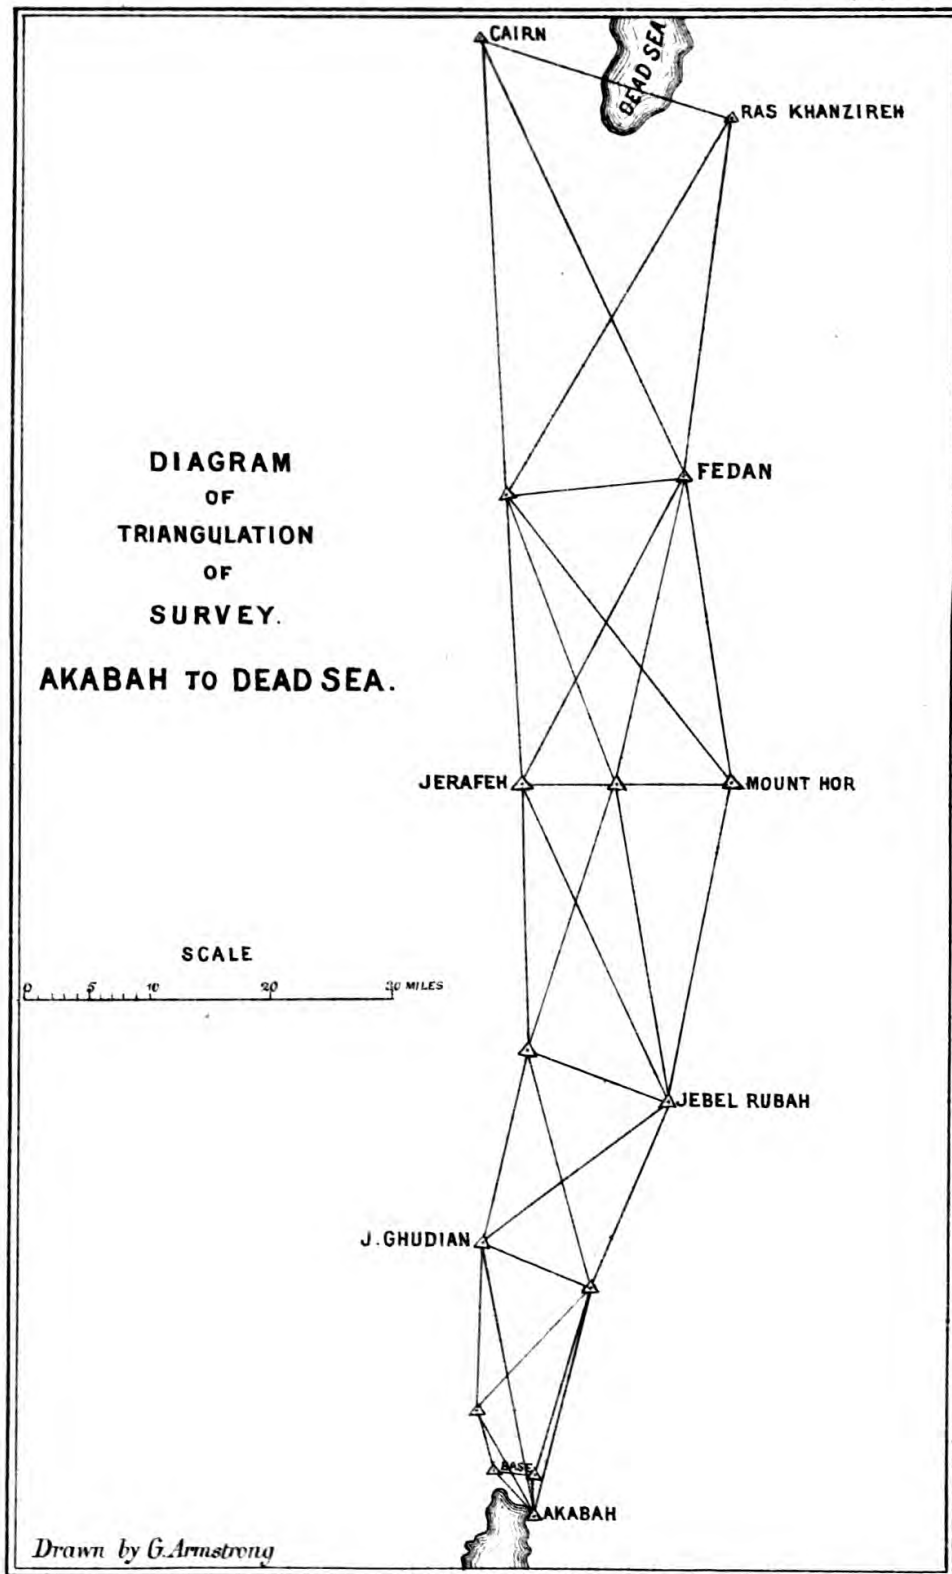 CAIRN
DEAD SEA
RAS KHANZIREH
DIAGRAM
OF
TRIANGULATION
OF
SURVEY.
AKABAH TO DEAD SEA.
FEDAN
JERAFEH
MOUNT HOR
SCALE
0 5 10 20 30 MILES
JEBEL RUBAH
J. GHUDIAN
BASE
AKABAH
Drawn by G. Armstrong